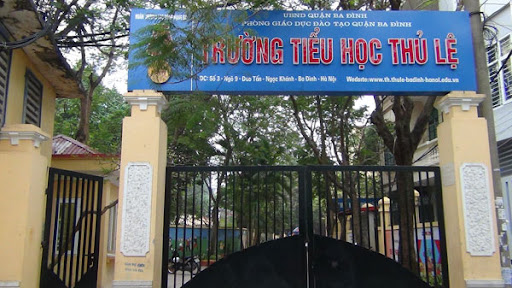 UBND QUẬN BA ĐÌNH
PHÒNG GIÁO DỤC ĐÀO TẠO QUẬN BA ĐÌNH
TRƯỜNG TIỂU HỌC THỦ LỆ
ĐC: Số 3 - Ngõ 9 - Đào Tấn - Ngọc Khánh - Ba Đình - Hà Nội
Website: www.th.thule-badinh-hanoi.edu.vn